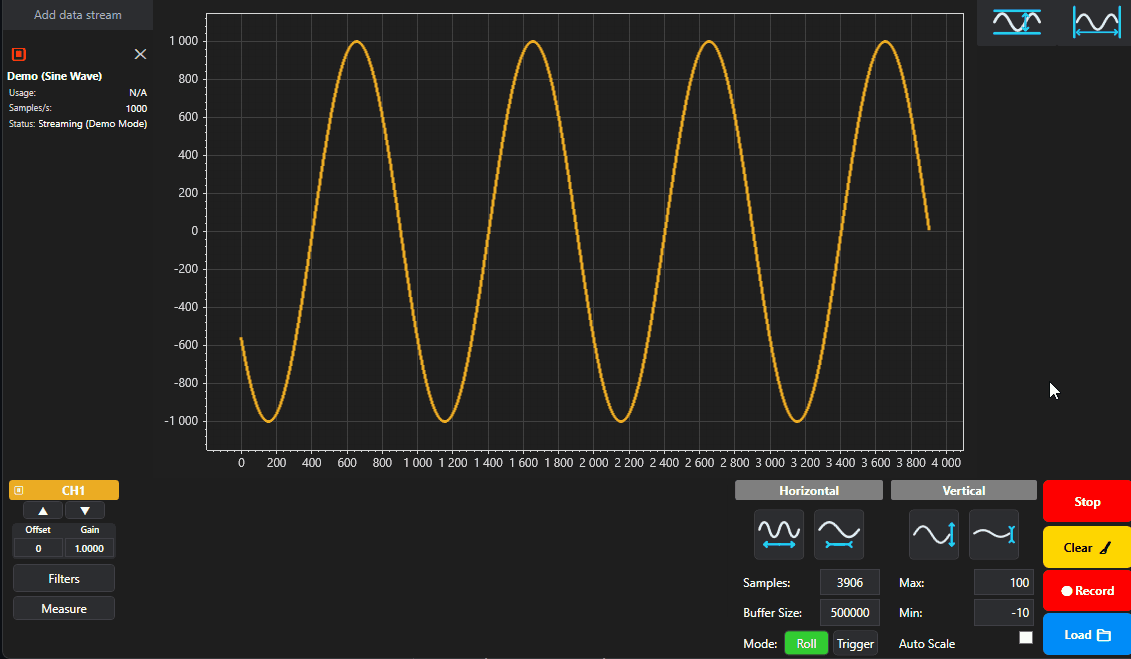 Add data stream
Demo (Sine Wave)
Usage: N/A
Samples/s: 1000
Status: Streaming (Demo Mode)
1 000
800
600
400
200
0
-200
-400
-600
-800
-1 000
0 200 400 600 800 1 000 1 200 1 400 1 600 1 800 2 000 2 200 2 400 2 600 2 800 3 000 3 200 3 400 3 600 3 800 4 000
CH1
Offset Gain
0 1.0000
Filters
Measure
Horizontal Vertical
Samples: 3906 Max: 100
Buffer Size: 500000 Min: -10
Mode: Roll Trigger Auto Scale
Stop
Clear
Record
Load